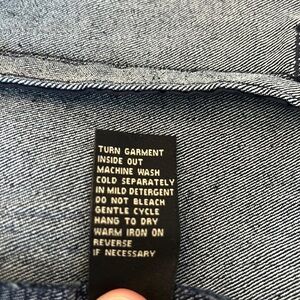 TURN GARMENT
INSIDE OUT
MACHINE WASH
COLD SEPARATELY
IN MILD DETERGENT
DO NOT BLEACH
GENTLE CYCLE
HANG TO DRY
WARM IRON ON
REVERSE
IF NECESSARY